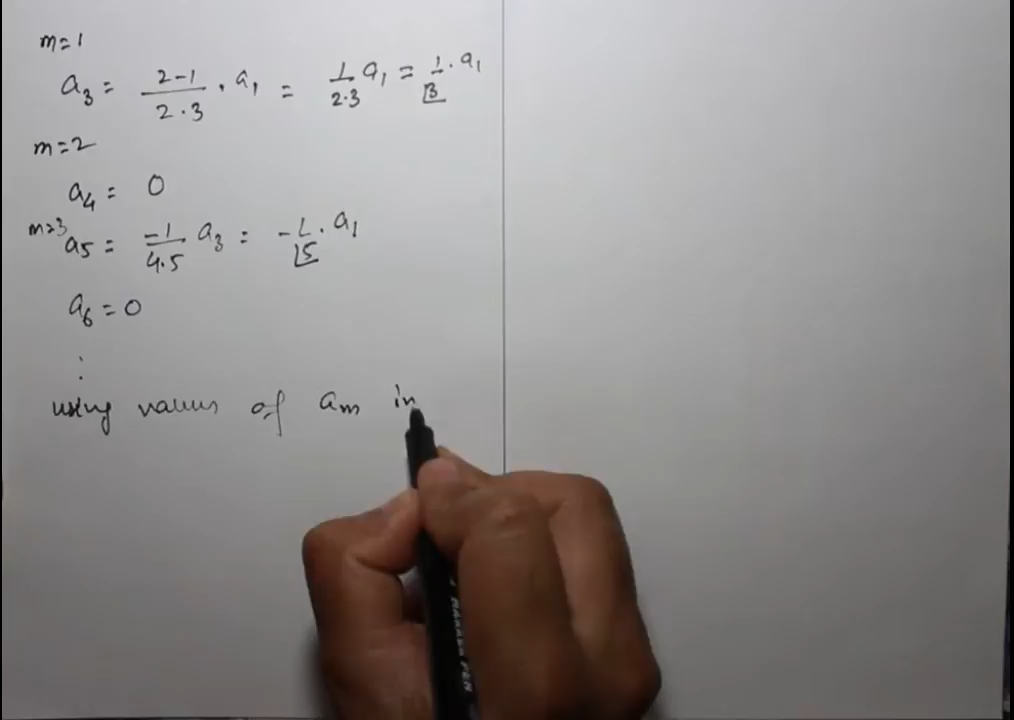 m=1
a₃ = (2-1)/(2·3) · a₁ = 1/(2·3) a₁ = 1/⌊3 · a₁
m=2
a₄ = 0
m=3 a₅ = -1/(4·5) a₃ = -1/⌊5 · a₁
a₆ = 0
⋮
using values of aₘ in